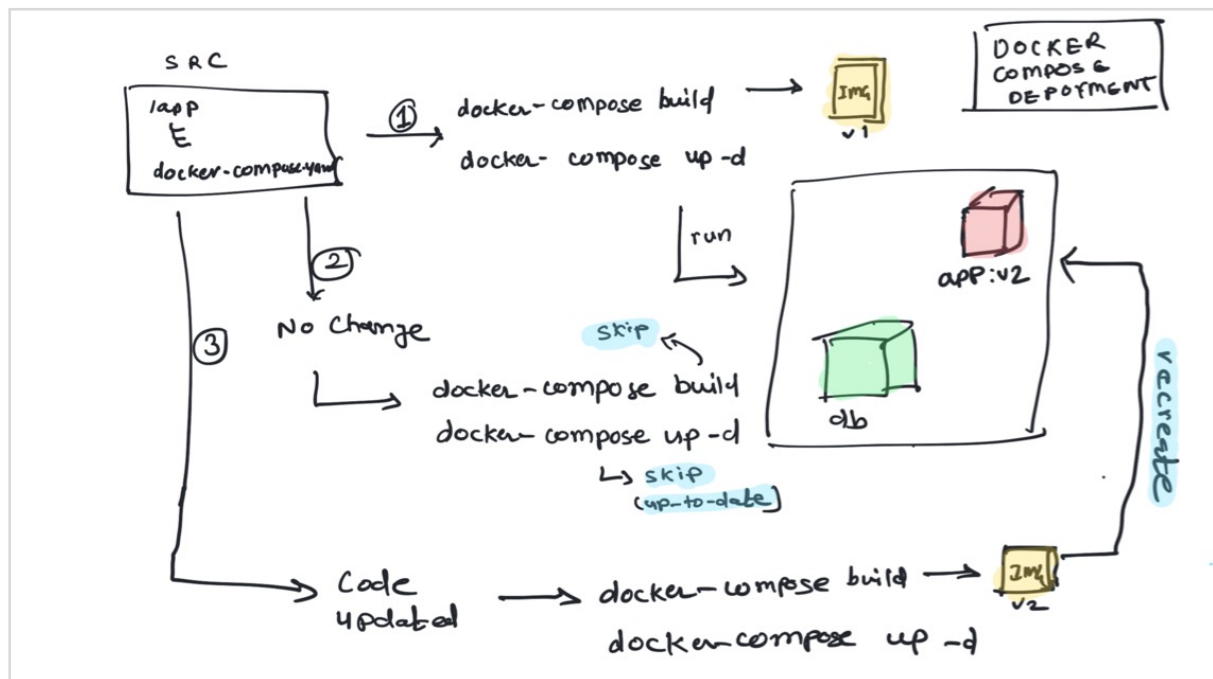 SRC
/app
docker-compose.yaml
①
docker-compose build
docker-compose up -d
Img
v1
DOCKER
COMPOSE
DEPOYMENT
run
app:v2
db
②
No Change
skip
docker-compose build
docker-compose up -d
skip
(up-to-date)
recreate
③
Code
updated
docker-compose build
docker-compose up -d
Img
v2